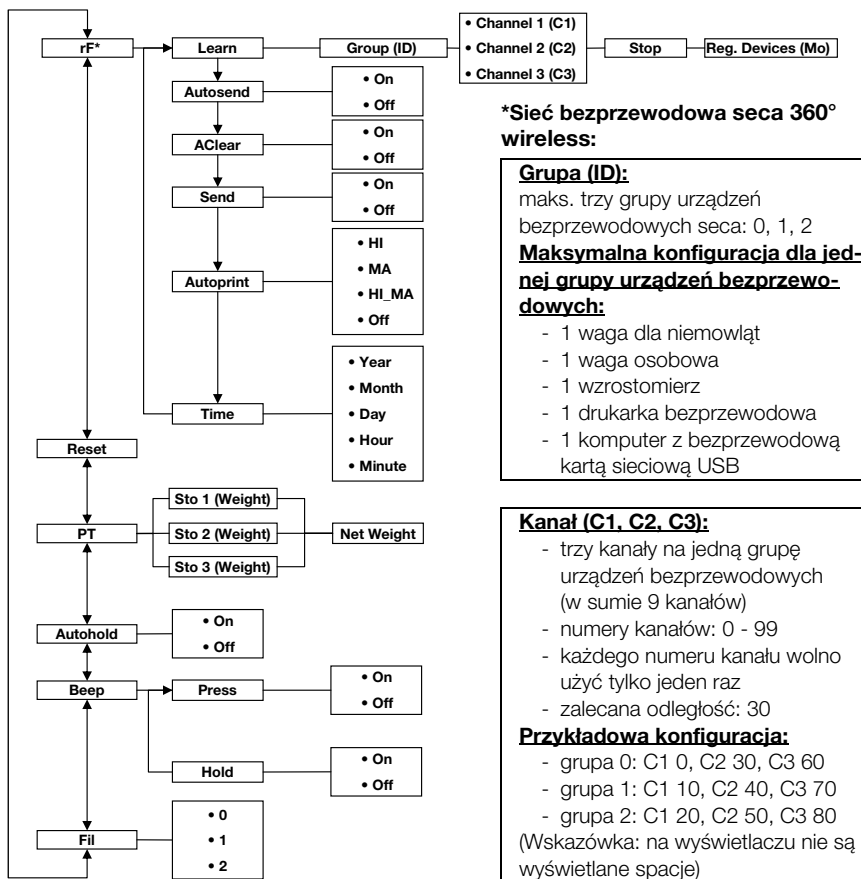 rF*
Learn
Group (ID)
• Channel 1 (C1)
• Channel 2 (C2)
• Channel 3 (C3)
Stop
Reg. Devices (Mo)
Autosend
• On
• Off
AClear
• On
• Off
Send
• On
• Off
Autoprint
• HI
• MA
• HI_MA
• Off
Time
• Year
• Month
• Day
• Hour
• Minute
Reset
PT
Sto 1 (Weight)
Sto 2 (Weight)
Sto 3 (Weight)
Net Weight
Autohold
• On
• Off
Beep
Press
• On
• Off
Hold
• On
• Off
Fil
• 0
• 1
• 2
*Sieć bezprzewodowa seca 360°
wireless:
Grupa (ID):
maks. trzy grupy urządzeń
bezprzewodowych seca: 0, 1, 2
Maksymalna konfiguracja dla jed-
nej grupy urządzeń bezprzewo-
dowych:
- 1 waga dla niemowląt
- 1 waga osobowa
- 1 wzrostomierz
- 1 drukarka bezprzewodowa
- 1 komputer z bezprzewodową
kartą sieciową USB
Kanał (C1, C2, C3):
- trzy kanały na jedną grupę
urządzeń bezprzewodowych
(w sumie 9 kanałów)
- numery kanałów: 0 - 99
- każdego numeru kanału wolno
użyć tylko jeden raz
- zalecana odległość: 30
Przykładowa konfiguracja:
- grupa 0: C1 0, C2 30, C3 60
- grupa 1: C1 10, C2 40, C3 70
- grupa 2: C1 20, C2 50, C3 80
(Wskazówka: na wyświetlaczu nie są
wyświetlane spacje)